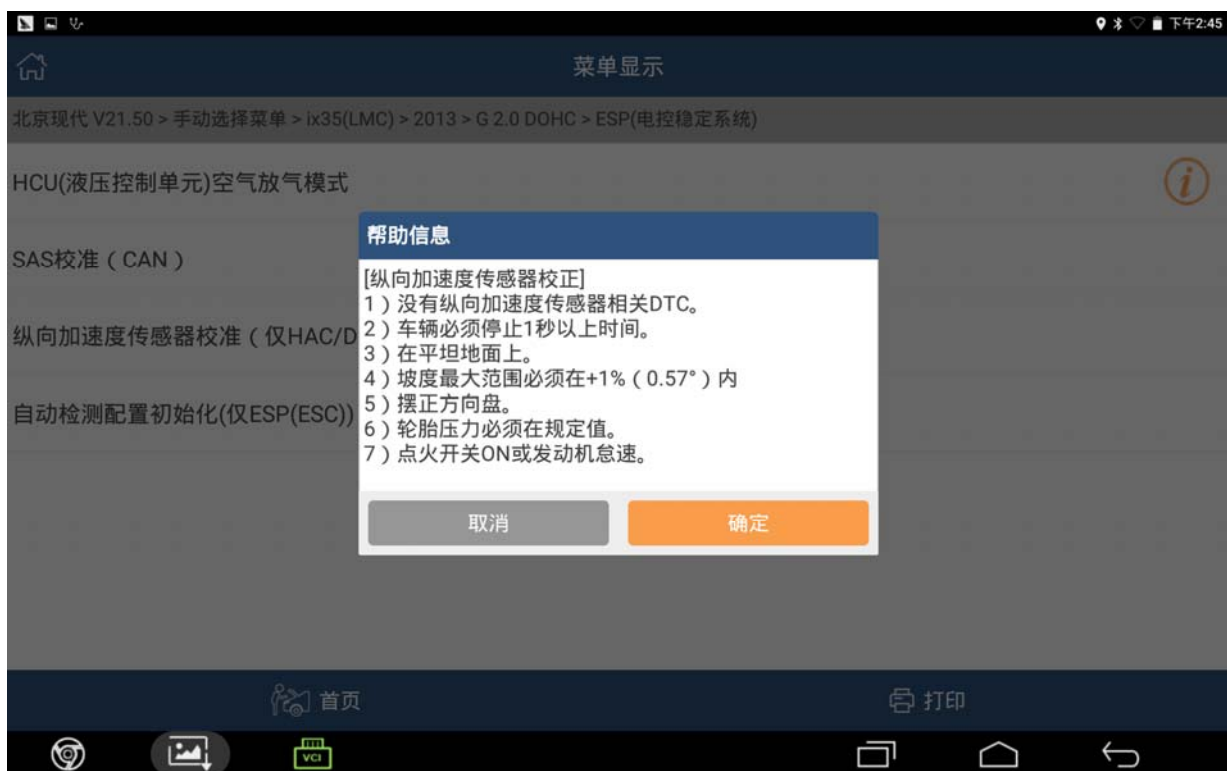 下午2:45
菜单显示
北京现代 V21.50 > 手动选择菜单 > ix35(LMC) > 2013 > G 2.0 DOHC > ESP(电控稳定系统)
HCU(液压控制单元)空气放气模式
SAS校准（CAN）
纵向加速度传感器校准（仅HAC/D
自动检测配置初始化(仅ESP(ESC))
帮助信息
[纵向加速度传感器校正]
1）没有纵向加速度传感器相关DTC。
2）车辆必须停止1秒以上时间。
3）在平坦地面上。
4）坡度最大范围必须在+1%（0.57°）内
5）摆正方向盘。
6）轮胎压力必须在规定值。
7）点火开关ON或发动机怠速。
取消
确定
首页
打印
VCI